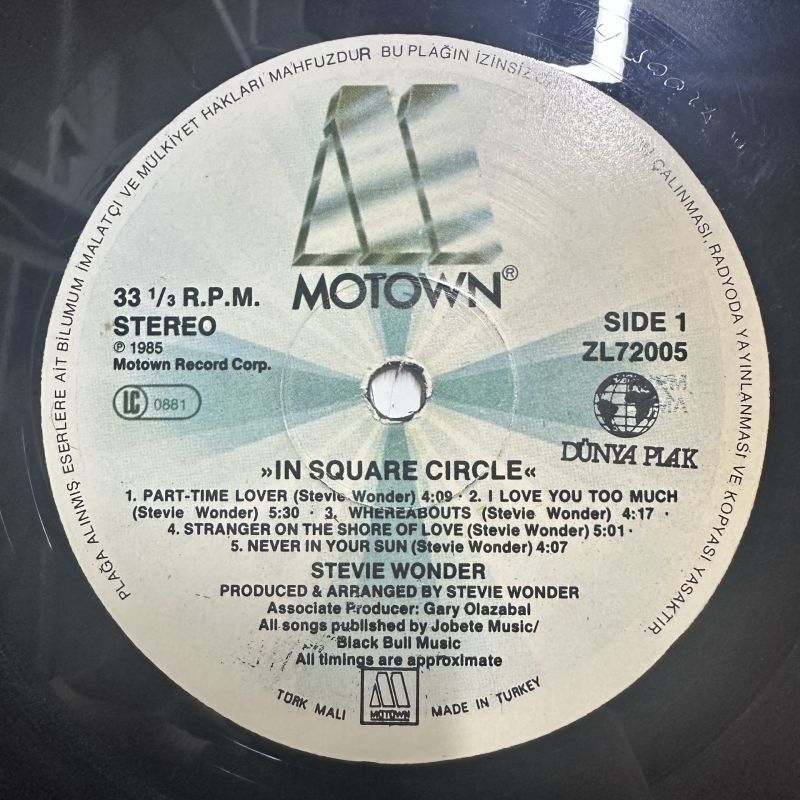 PLAĞA ALINMIŞ ESERLERE AİT BİLUMUM İMALATÇI VE MÜLKİYET HAKLARI MAHFUZDUR BU PLAĞIN İZİNSİZ ÇALINMASI, RADYODA YAYINLANMASI VE KOPYASI YASAKTIR.
MOTOWN®
33 1/3 R.P.M.
STEREO
℗ 1985
Motown Record Corp.
LC 0881
SIDE 1
ZL72005
DÜNYA PLAK
»IN SQUARE CIRCLE«
1. PART-TIME LOVER (Stevie Wonder) 4:09 · 2. I LOVE YOU TOO MUCH
(Stevie Wonder) 5:30 · 3. WHEREABOUTS (Stevie Wonder) 4:17 ·
4. STRANGER ON THE SHORE OF LOVE (Stevie Wonder) 5:01 ·
5. NEVER IN YOUR SUN (Stevie Wonder) 4:07
STEVIE WONDER
PRODUCED & ARRANGED BY STEVIE WONDER
Associate Producer: Gary Olazabal
All songs published by Jobete Music/
Black Bull Music
All timings are approximate
TÜRK MALI
MOTOWN
MADE IN TURKEY